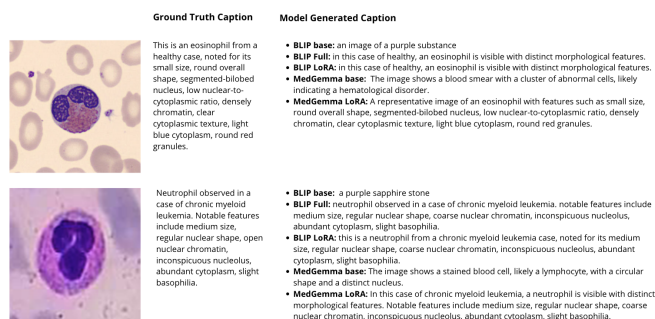 Ground Truth Caption
Model Generated Caption
This is an eosinophil from a
healthy case, noted for its
small size, round overall
shape, segmented-bilobed
nucleus, low nuclear-to-
cytoplasmic ratio, densely
chromatin, clear
cytoplasmic texture, light
blue cytoplasm, round red
granules.
• BLIP base: an image of a purple substance
• BLIP Full: in this case of healthy, an eosinophil is visible with distinct morphological features.
• BLIP LoRA: in this case of healthy, an eosinophil is visible with distinct morphological features.
• MedGemma base: The image shows a blood smear with a cluster of abnormal cells, likely
indicating a hematological disorder.
• MedGemma LoRA: A representative image of an eosinophil with features such as small size,
round overall shape, segmented-bilobed nucleus, low nuclear-to-cytoplasmic ratio, densely
chromatin, clear cytoplasmic texture, light blue cytoplasm, round red granules.
Neutrophil observed in a
case of chronic myeloid
leukemia. Notable features
include medium size,
regular nuclear shape, open
nuclear chromatin,
inconspicuous nucleolus,
abundant cytoplasm, slight
basophilia.
• BLIP base: a purple sapphire stone
• BLIP Full: neutrophil observed in a case of chronic myeloid leukemia. notable features include
medium size, regular nuclear shape, coarse nuclear chromatin, inconspicuous nucleolus,
abundant cytoplasm, slight basophilia.
• BLIP LoRA: this is a neutrophil from a chronic myeloid leukemia case, noted for its medium
size, regular nuclear shape, coarse nuclear chromatin, inconspicuous nucleolus, abundant
cytoplasm, slight basophilia.
• MedGemma base: The image shows a stained blood cell, likely a lymphocyte, with a circular
shape and a distinct nucleus.
• MedGemma LoRA: In this case of chronic myeloid leukemia, a neutrophil is visible with distinct
morphological features. Notable features include medium size, regular nuclear shape, coarse
nuclear chromatin, inconspicuous nucleolus, abundant cytoplasm, slight basophilia.